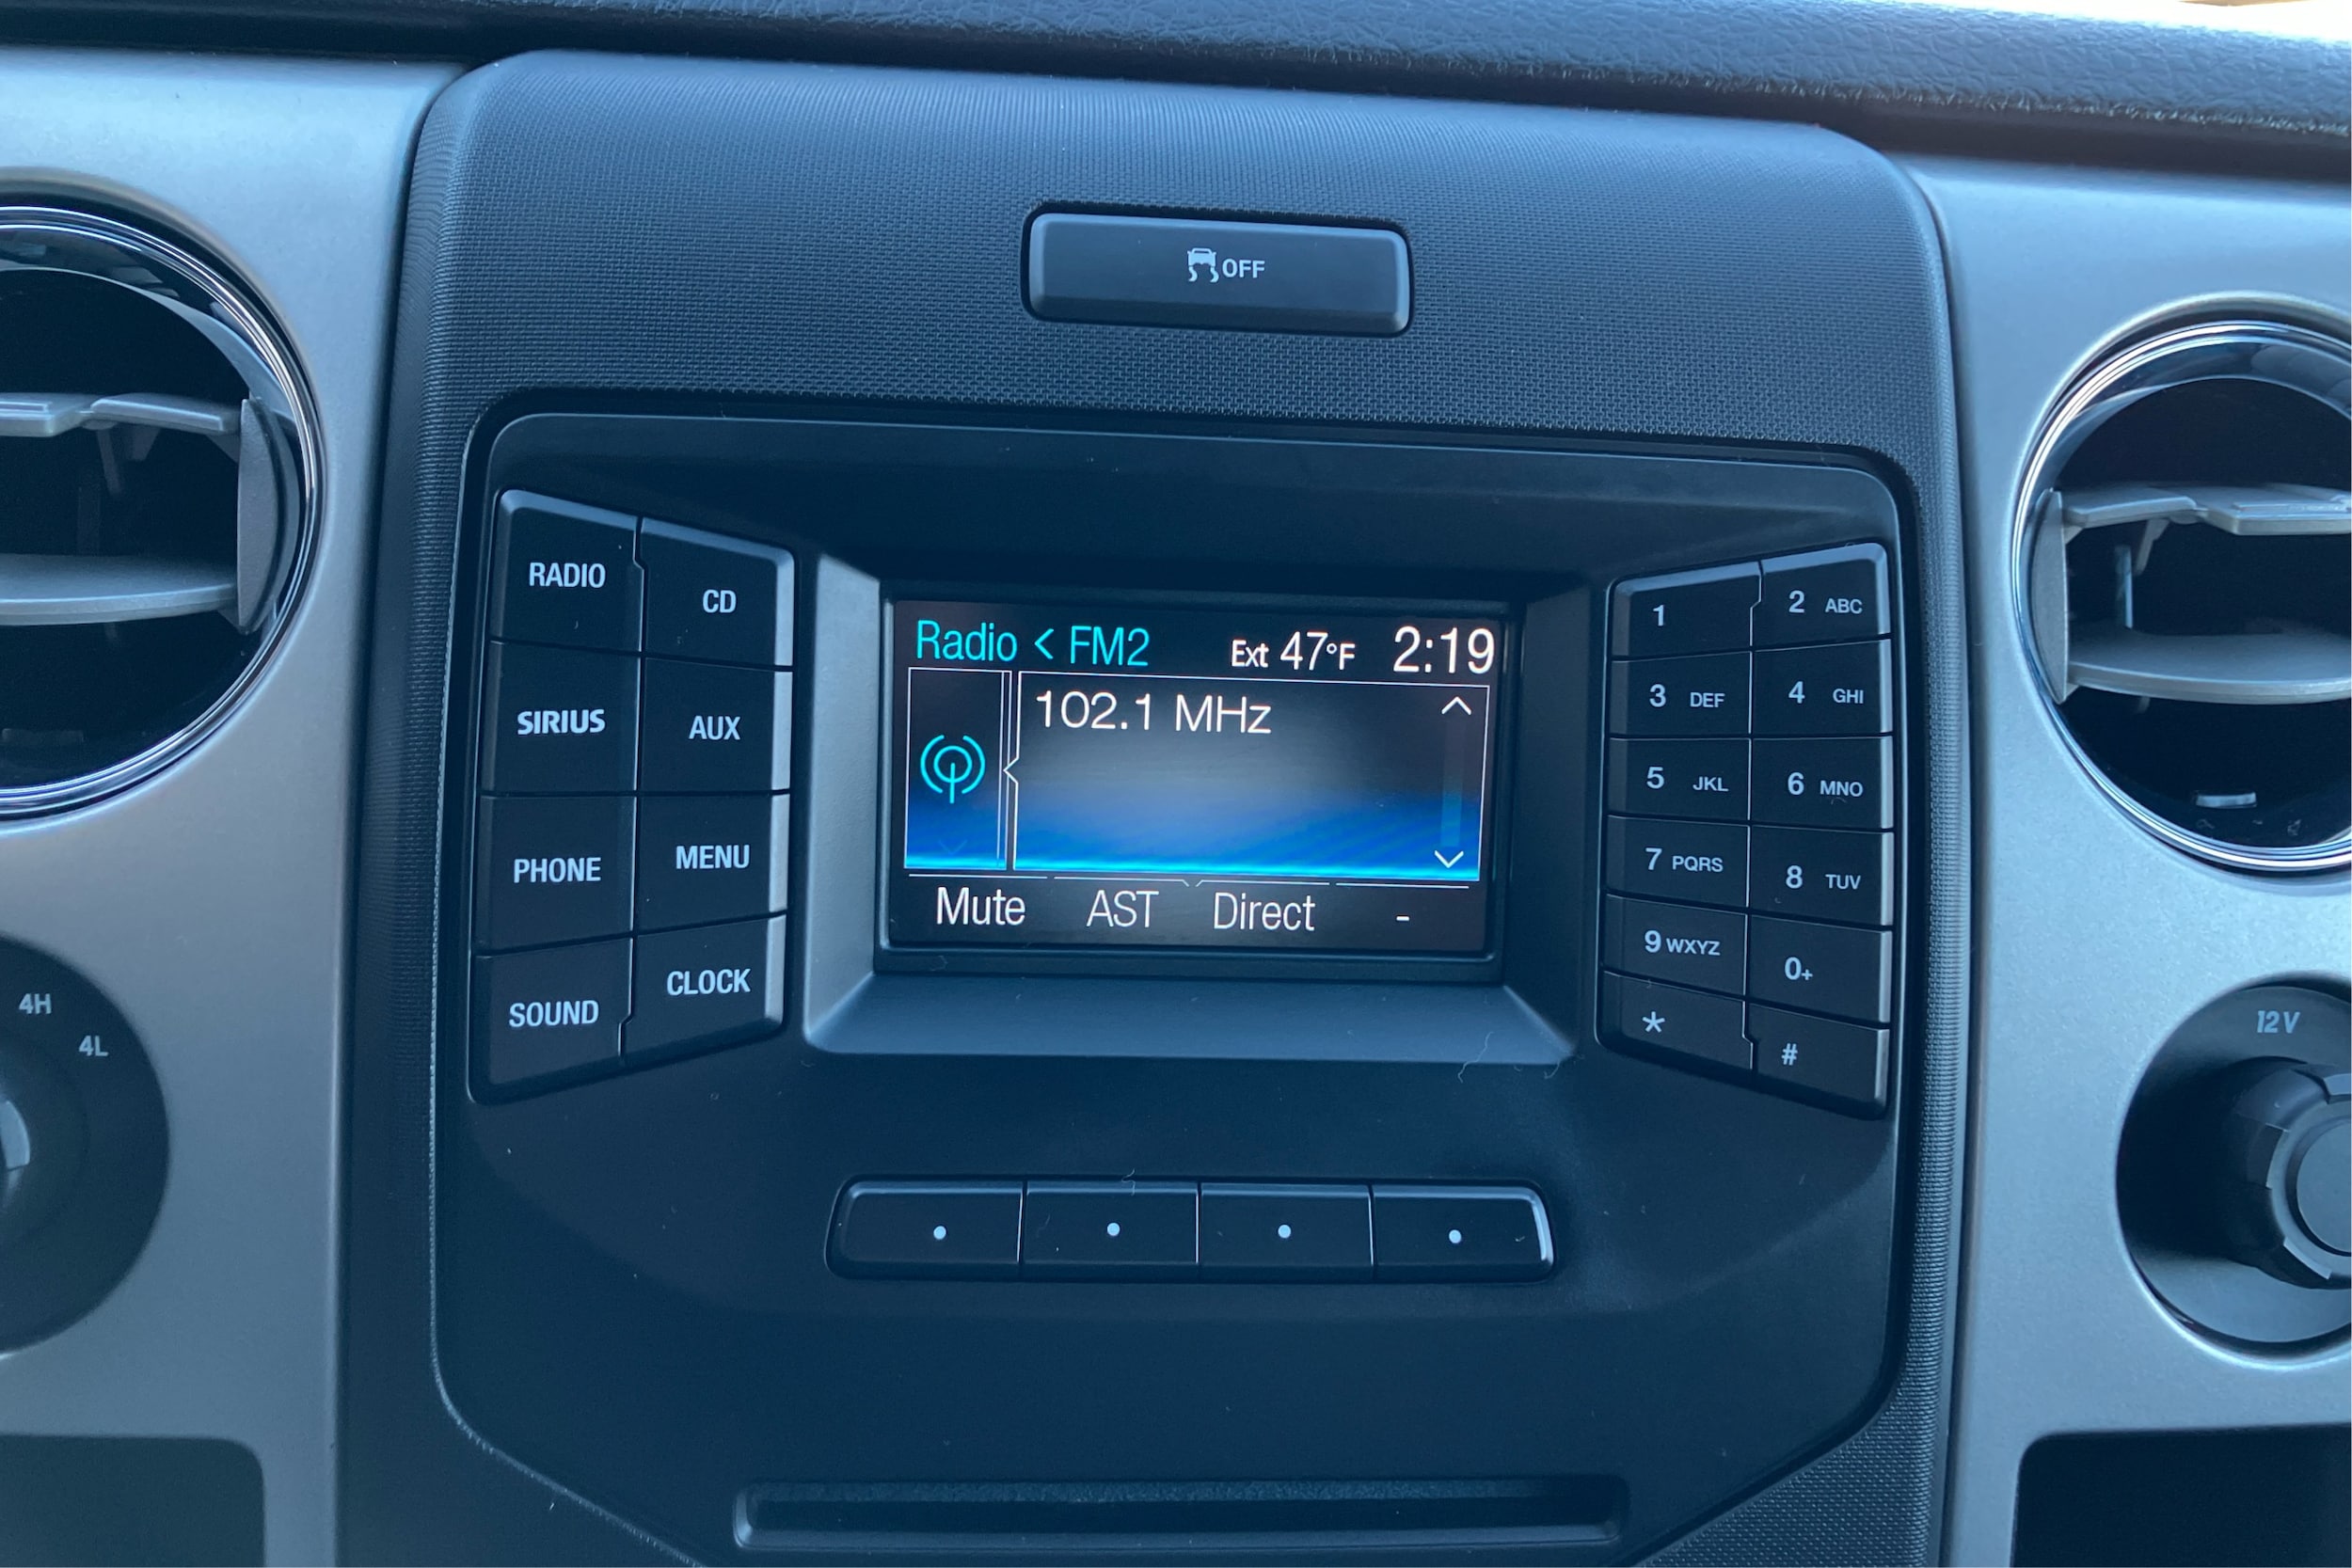 OFF
RADIO
CD
SIRIUS
AUX
PHONE
MENU
SOUND
CLOCK
Radio < FM2 Ext 47°F 2:19
102.1 MHz
Mute AST Direct -
1
2 ABC
3 DEF
4 GHI
5 JKL
6 MNO
7 PQRS
8 TUV
9 WXYZ
0+
*
#
4H
4L
12V